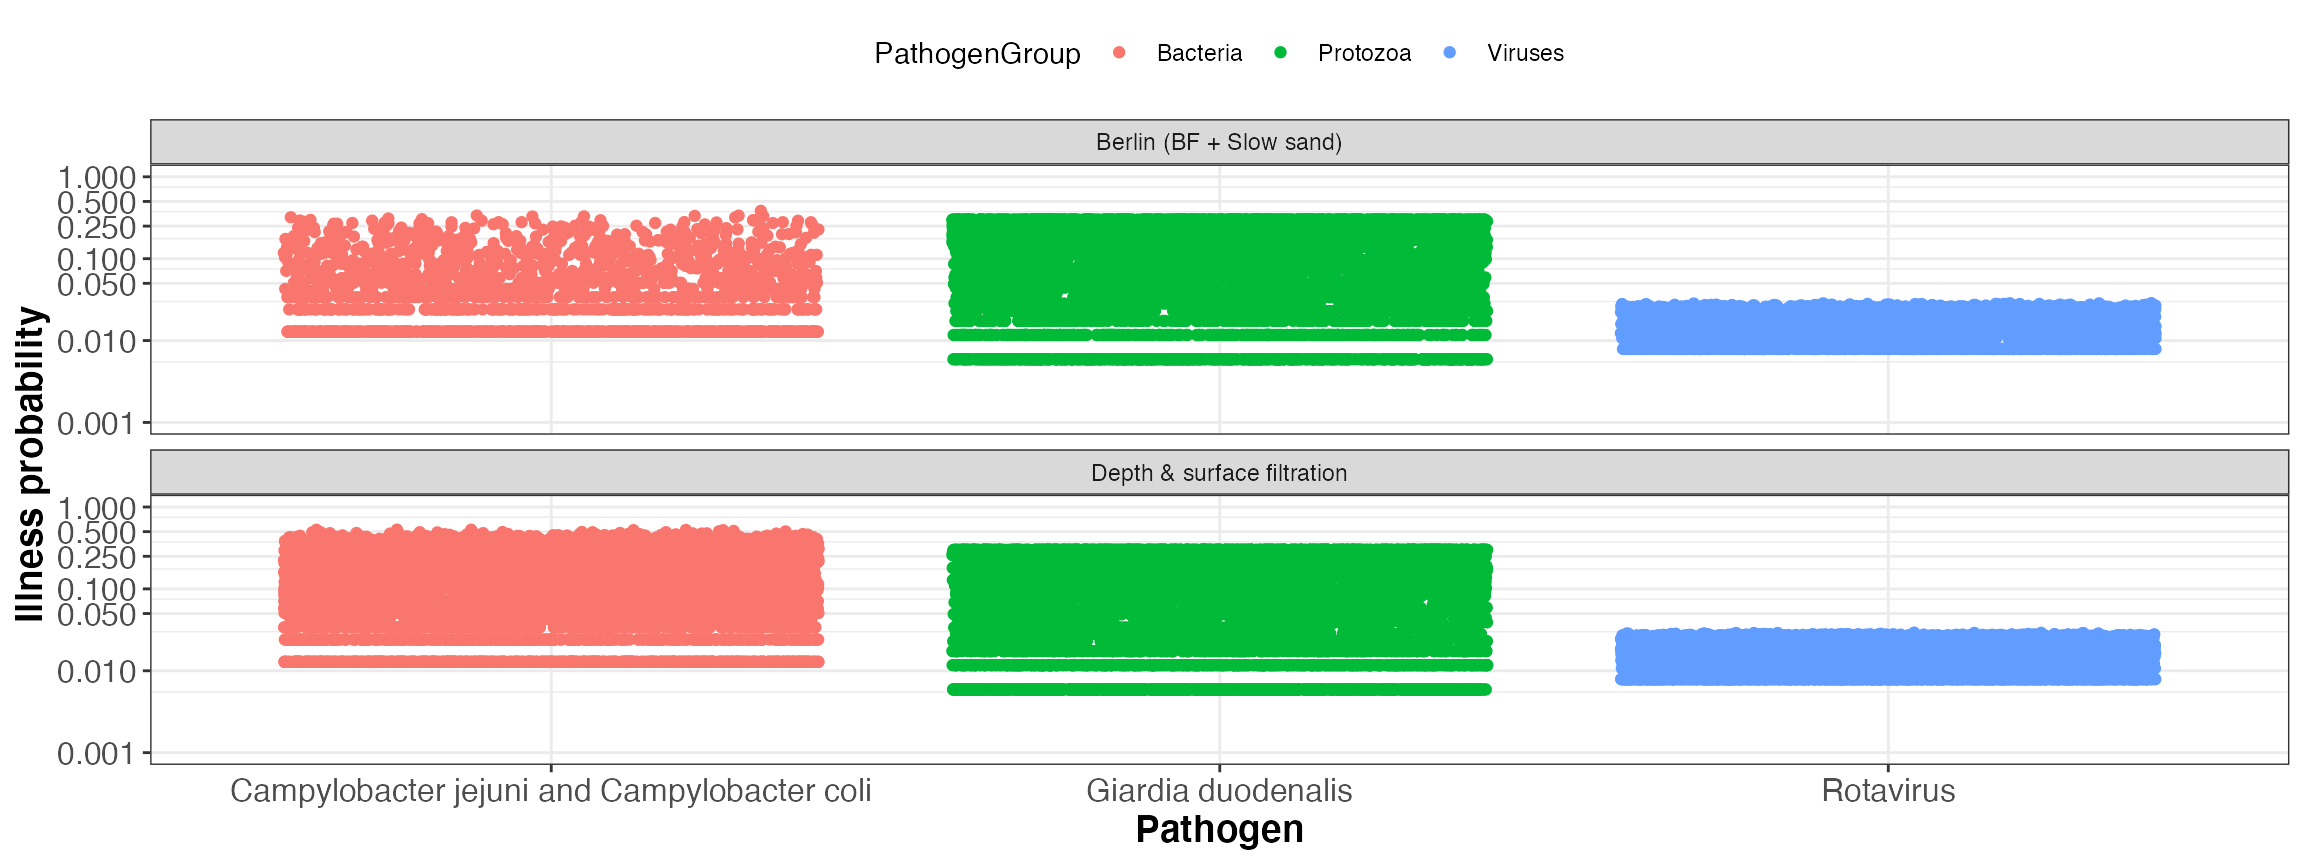 PathogenGroup Bacteria Protozoa Viruses
Berlin (BF + Slow sand)
1.000
0.500
0.250
0.100
0.050
0.010
0.001
Illness probability
Depth & surface filtration
1.000
0.500
0.250
0.100
0.050
0.010
0.001
Campylobacter jejuni and Campylobacter coli Giardia duodenalis Rotavirus
Pathogen